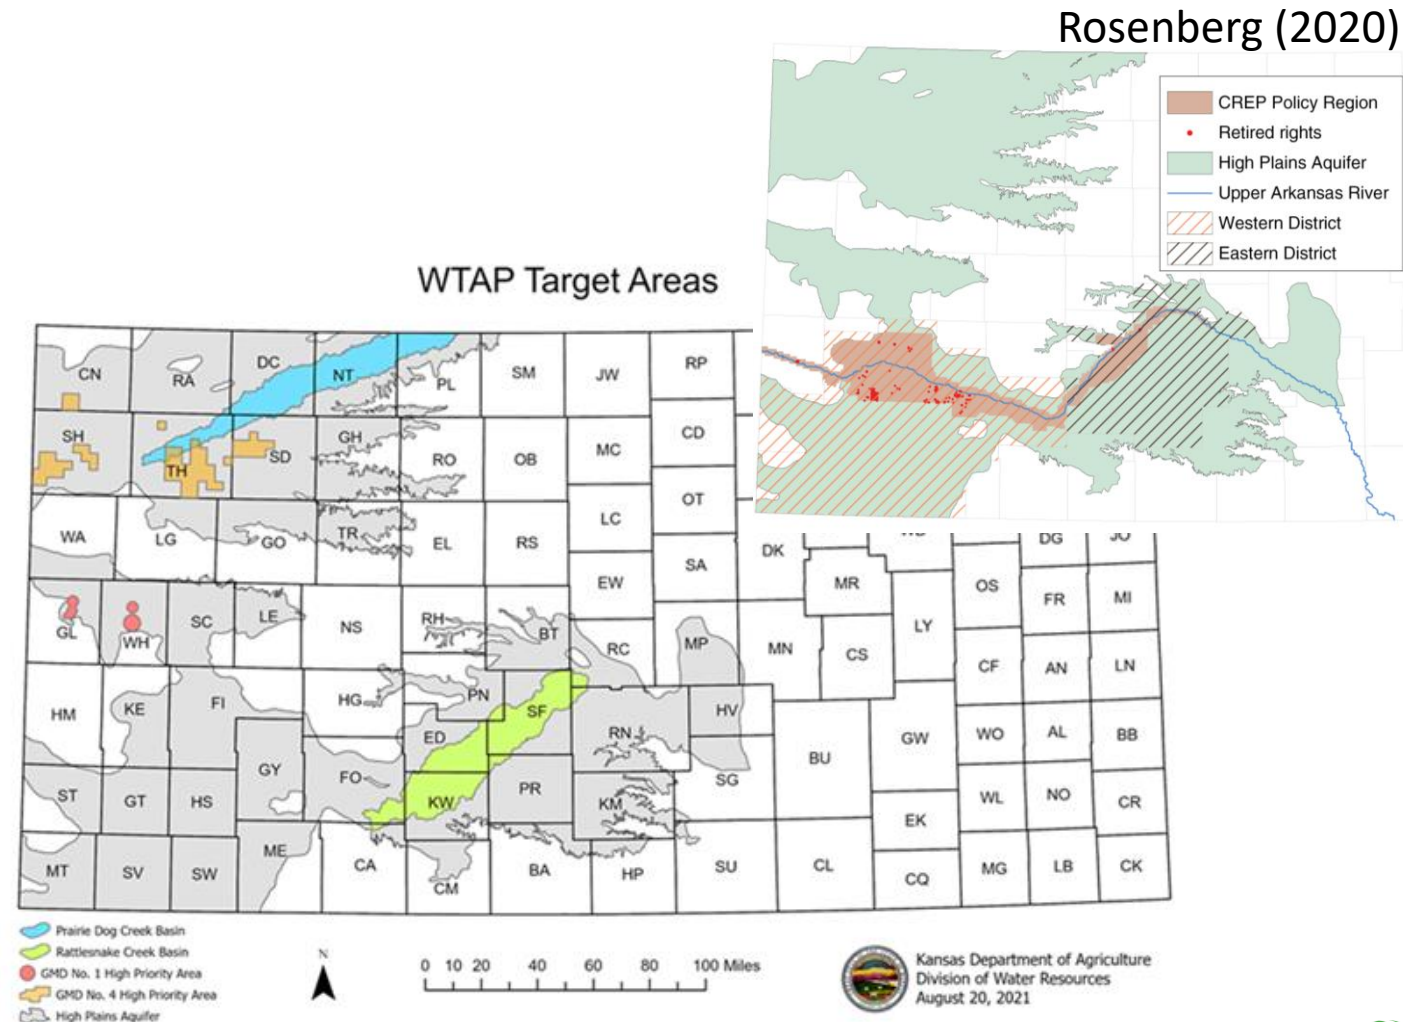 Rosenberg (2020)
CREP Policy Region
Retired rights
High Plains Aquifer
Upper Arkansas River
Western District
Eastern District
WTAP Target Areas
CN RA DC NT PL SM JW RP
SH TH SD GH RO OB MC CD
WA LG GO TR EL RS LC OT
DK DG JO
EW SA MR OS FR MI
GL WH SC LE NS RH BT RC MP MN CS LY CF AN LN
HM KE FI HG PN SF ED RN HV BU GW WO AL BB
ST GT HS GY FO KW PR KM SG EK WL NO CR
MT SV SW ME CA CM BA HP SU CL CQ MG LB CK
Prairie Dog Creek Basin
Rattlesnake Creek Basin
GMD No. 1 High Priority Area
GMD No. 4 High Priority Area
High Plains Aquifer
N
0 10 20 40 60 80 100 Miles
Kansas Department of Agriculture
Division of Water Resources
August 20, 2021